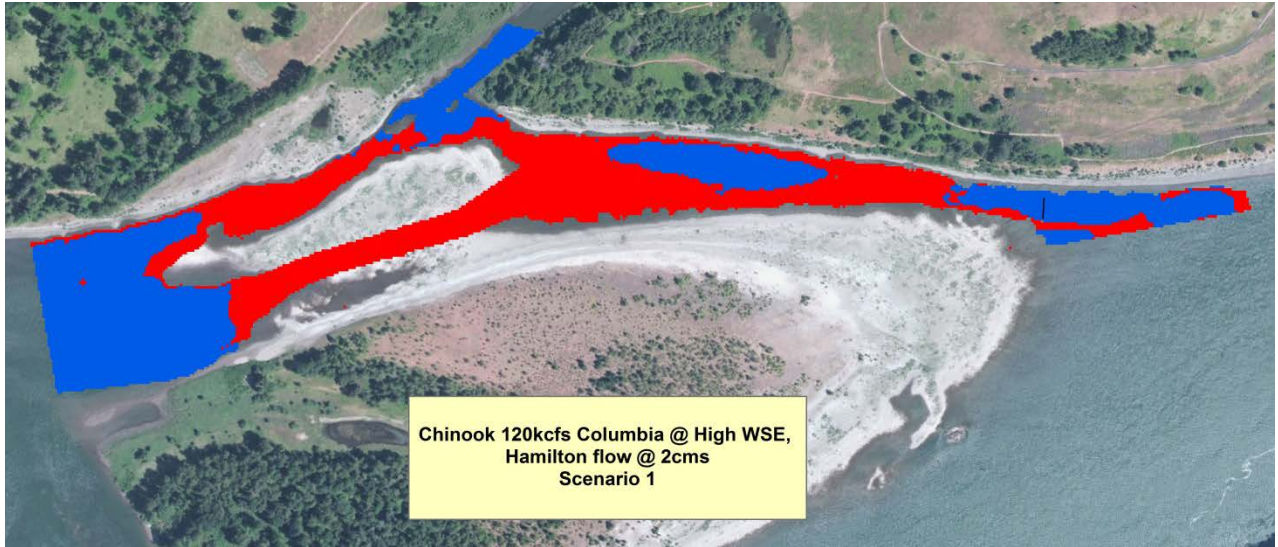 Chinook 120kcfs Columbia @ High WSE,
Hamilton flow @ 2cms
Scenario 1